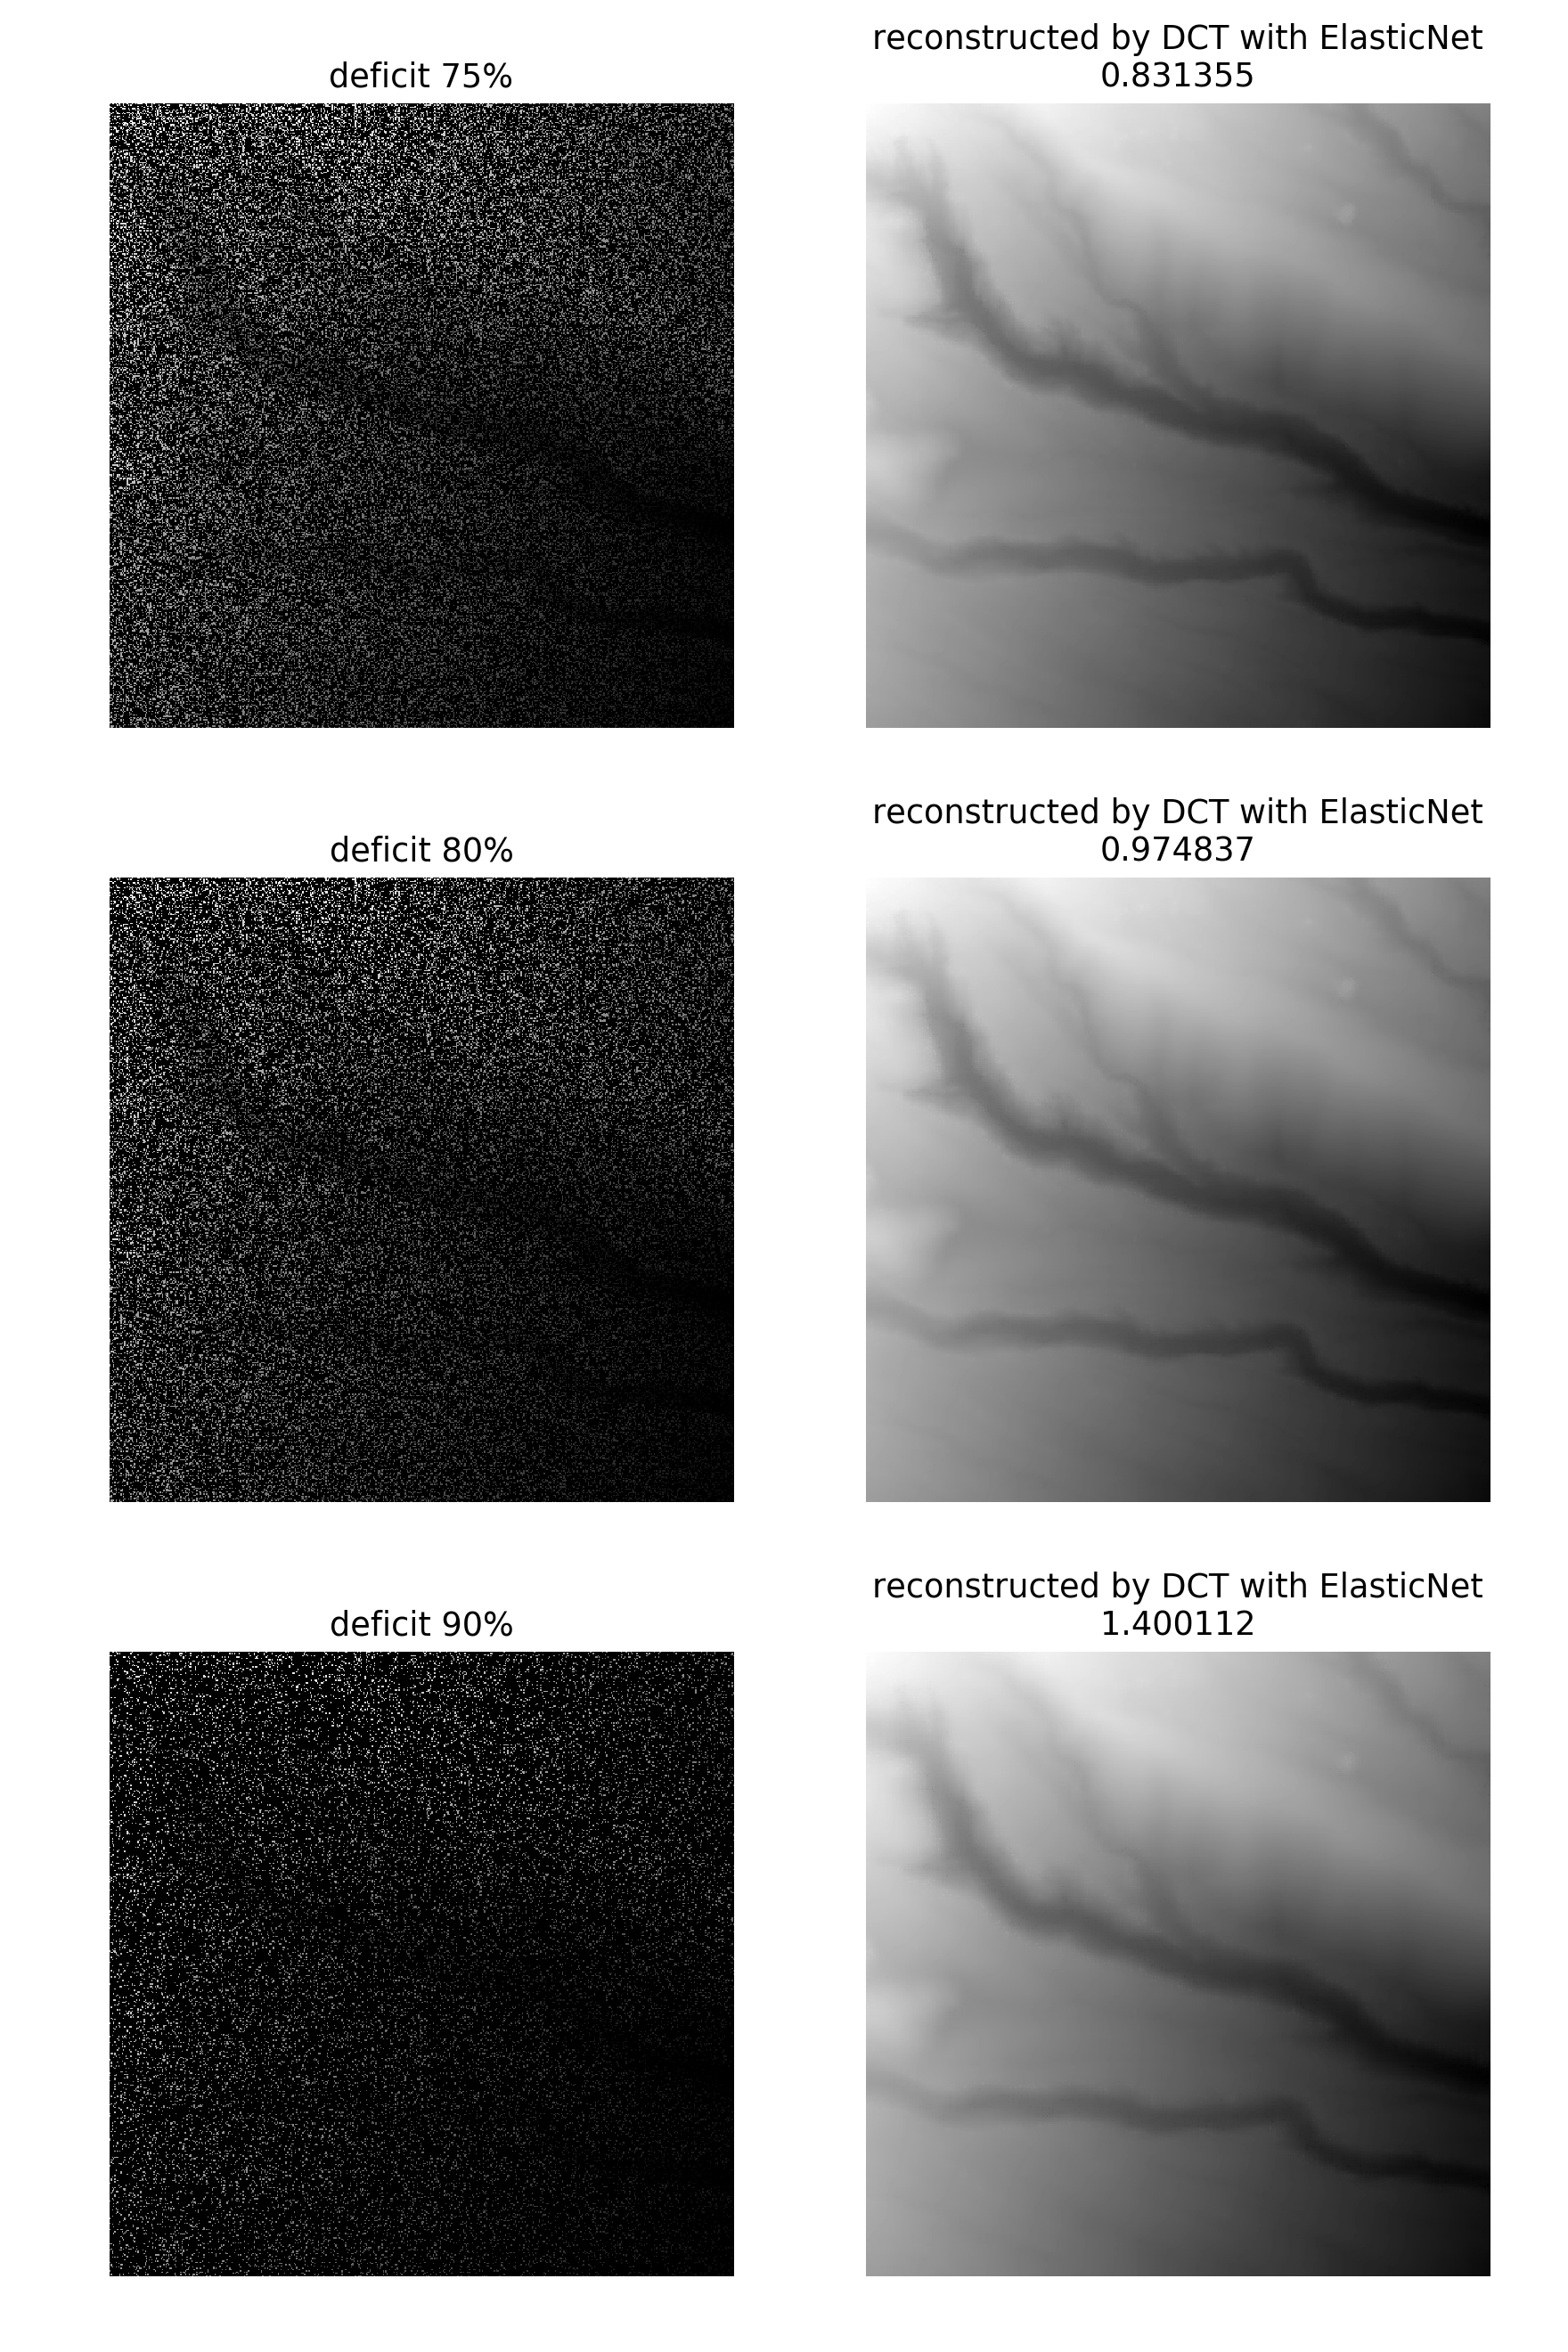 deficit 75%
reconstructed by DCT with ElasticNet
0.831355
deficit 80%
reconstructed by DCT with ElasticNet
0.974837
deficit 90%
reconstructed by DCT with ElasticNet
1.400112